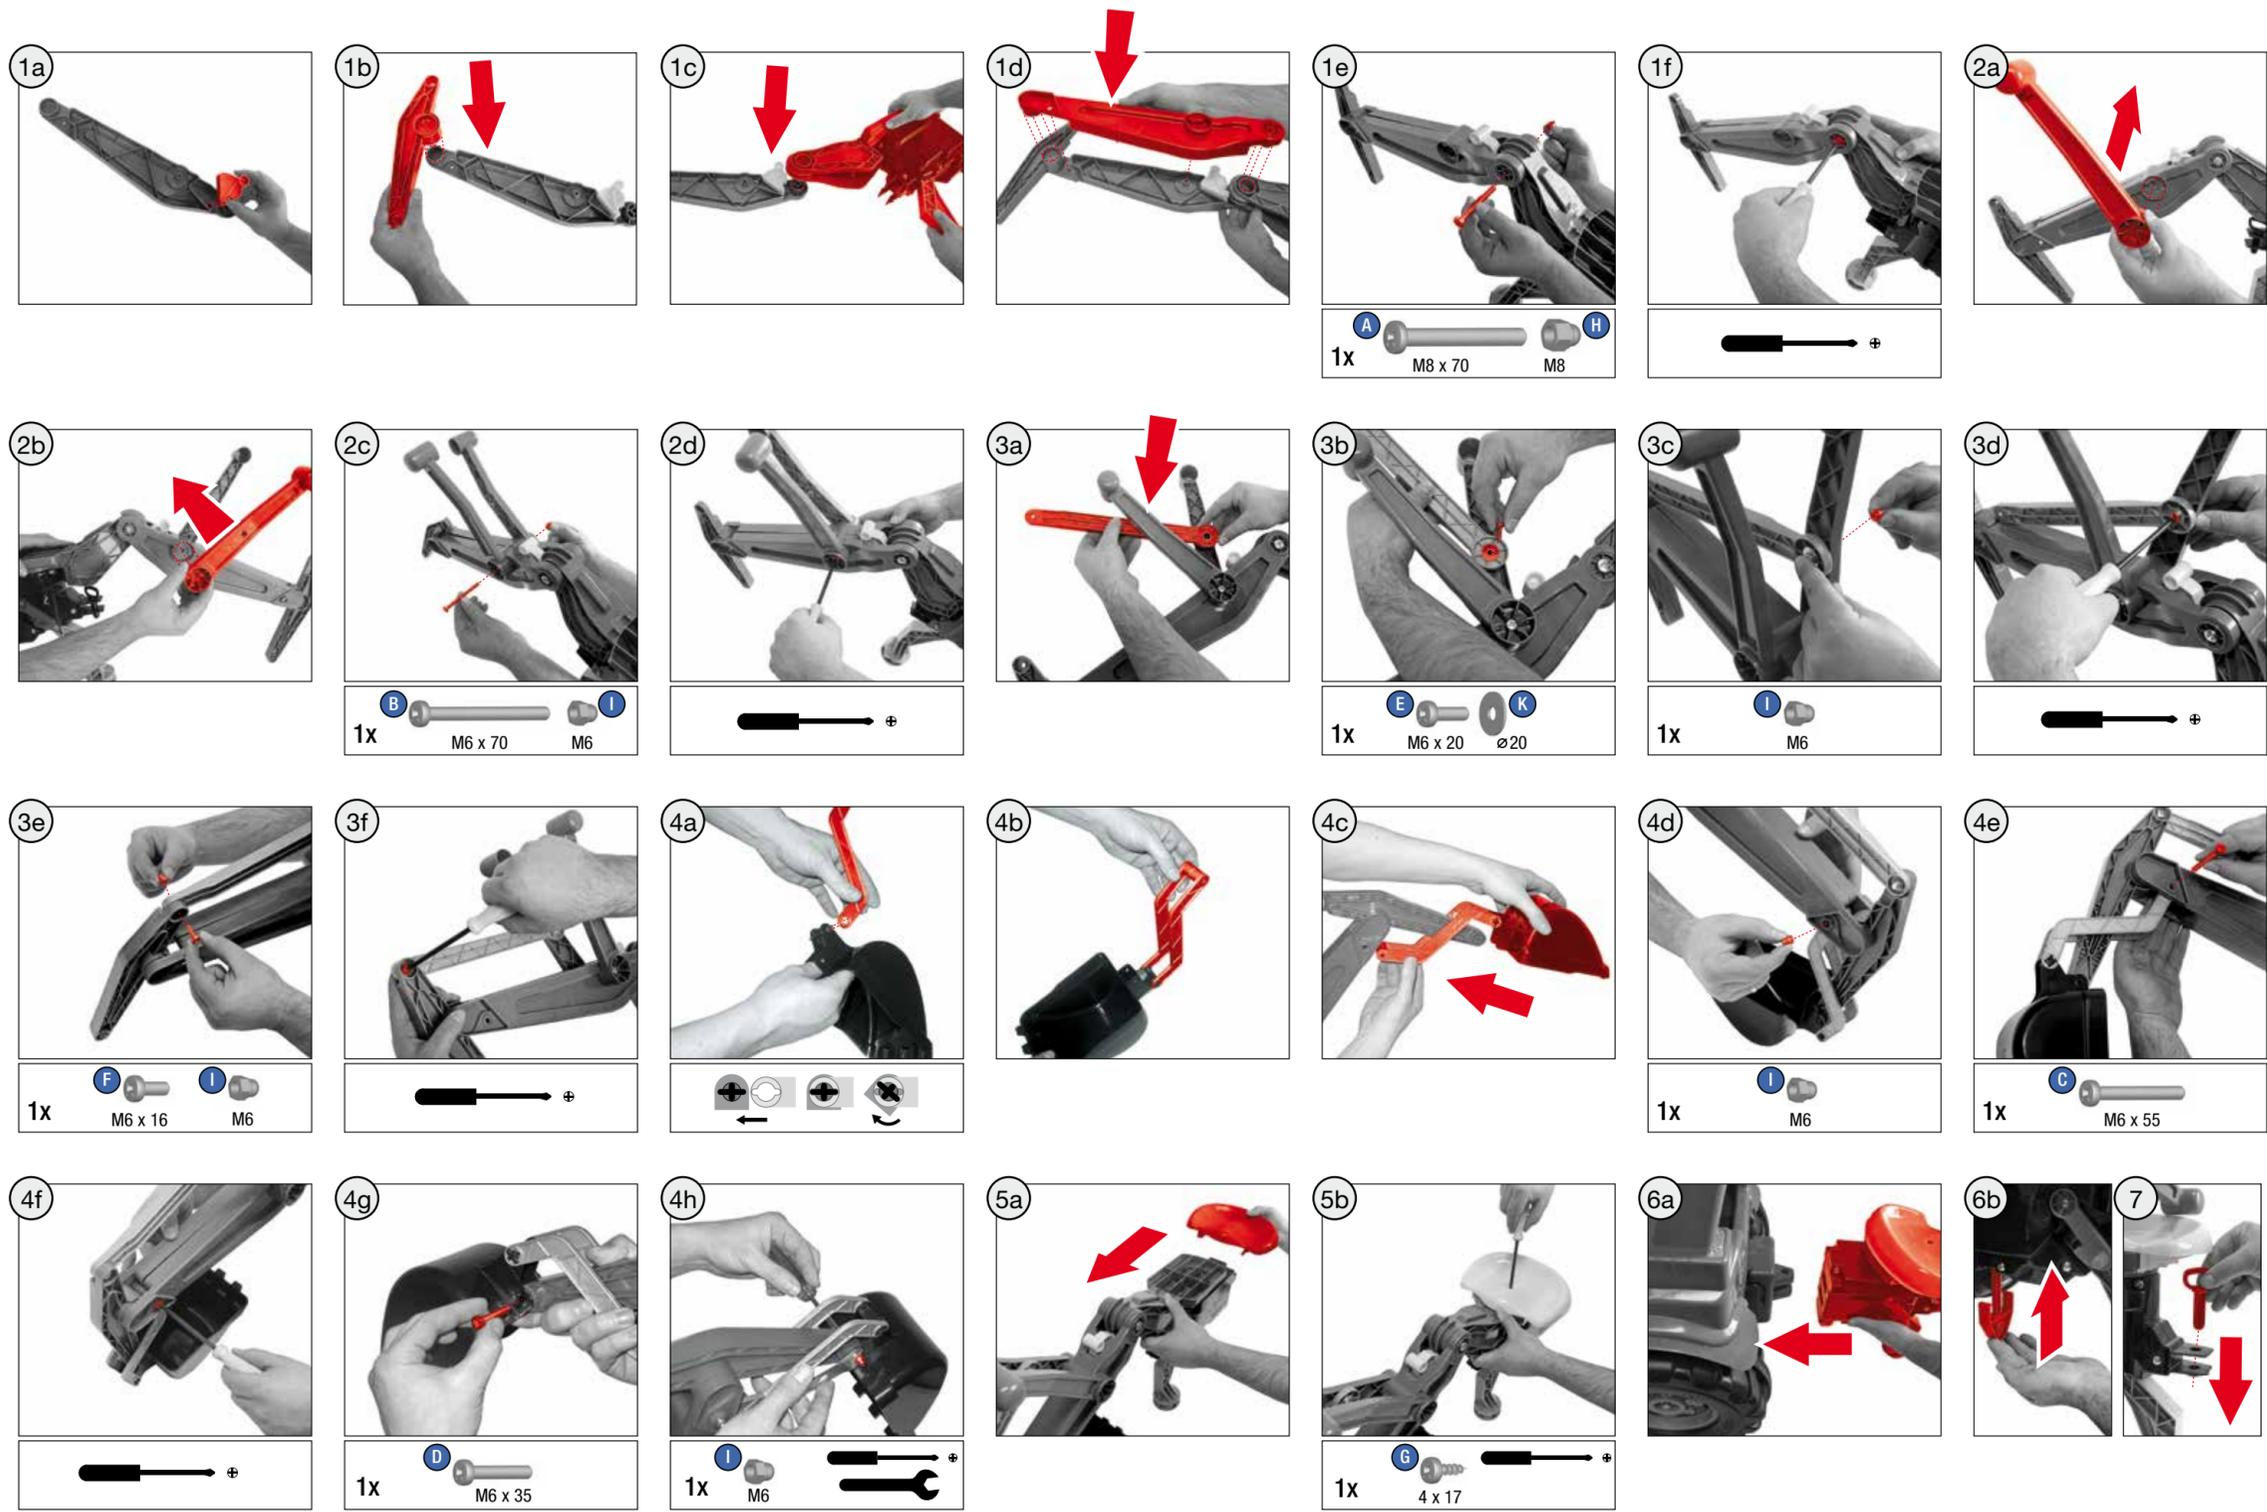 1a
1b
1c
1d
1e
1f
2a
A
H
1x
M8 x 70
M8
2b
2c
2d
3a
3b
3c
3d
B
I
1x
M6 x 70
M6
E
K
1x
M6 x 20
⌀20
I
1x
M6
3e
3f
4a
4b
4c
4d
4e
F
I
1x
M6 x 16
M6
I
1x
M6
C
1x
M6 x 55
4f
4g
4h
5a
5b
6a
6b
7
D
1x
M6 x 35
I
1x
M6
G
1x
4 x 17